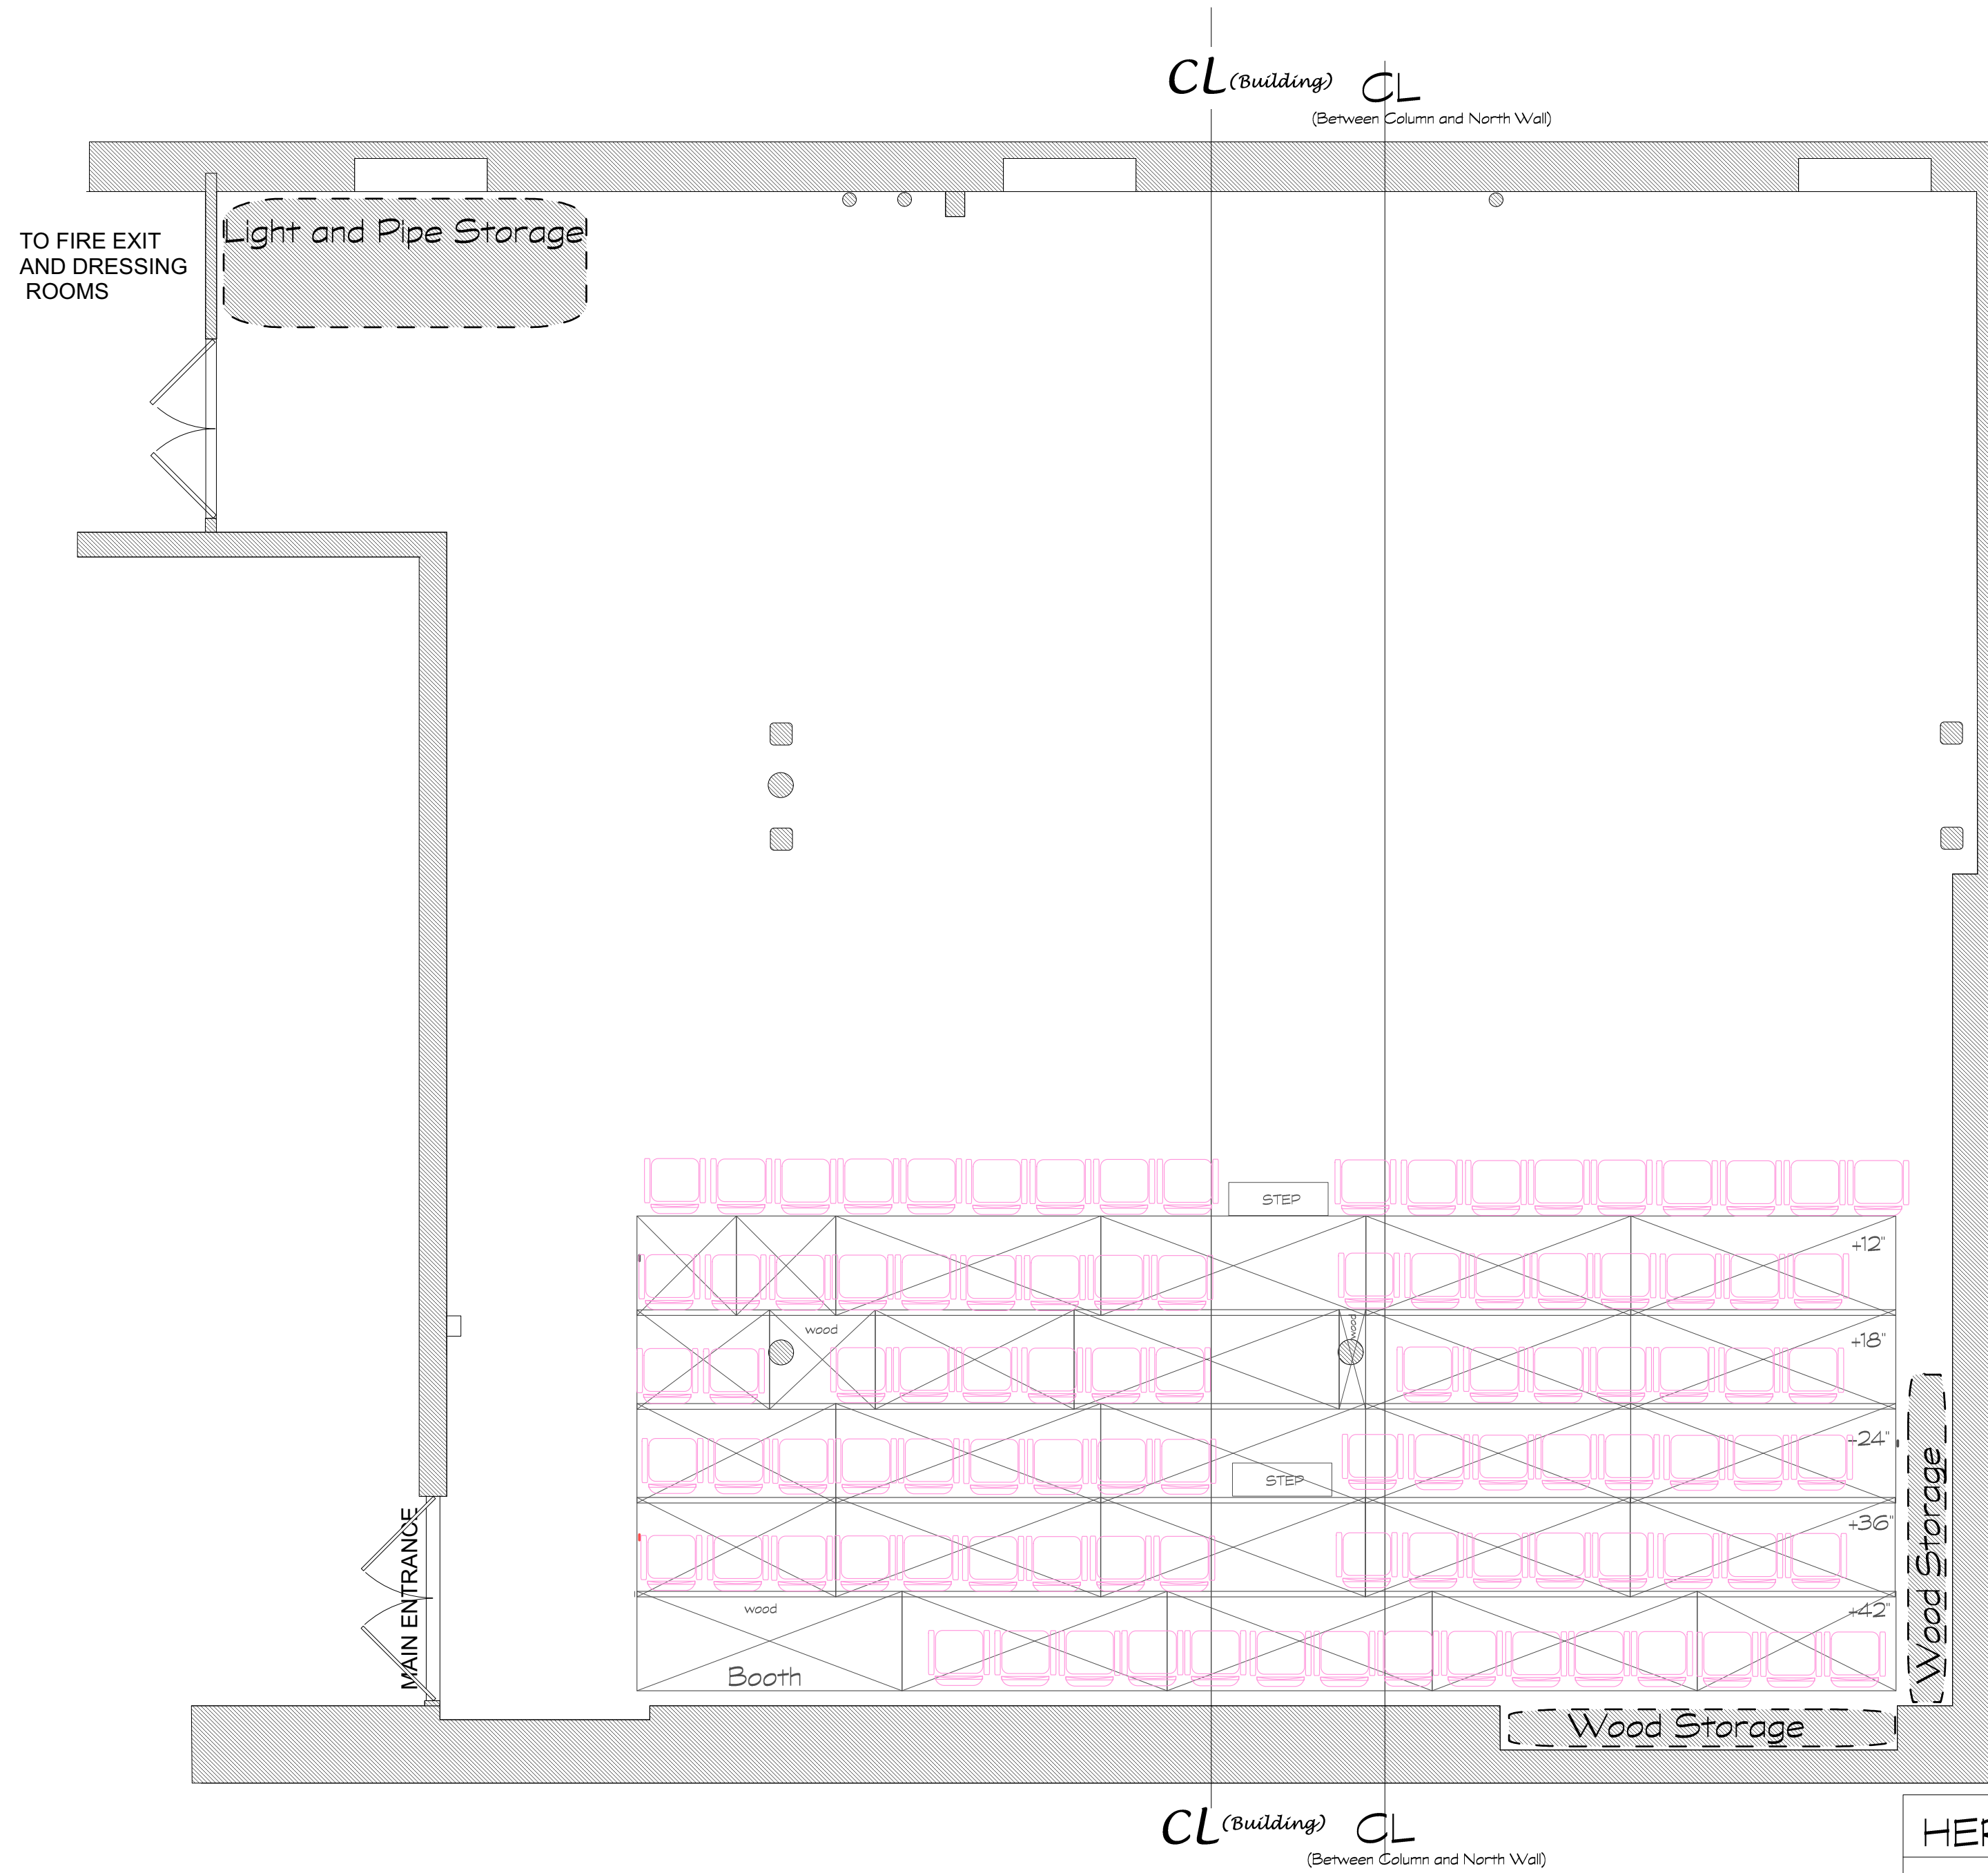 CL (Building)
CL
(Between Column and North Wall)
Light and Pipe Storage
TO FIRE EXIT
AND DRESSING
ROOMS
STEP
+12"
wood
wood
+18"
+24"
STEP
+36"
MAIN ENTRANCE
wood
+42"
Booth
Wood Storage
Wood Storage
CL (Building)
CL
(Between Column and North Wall)